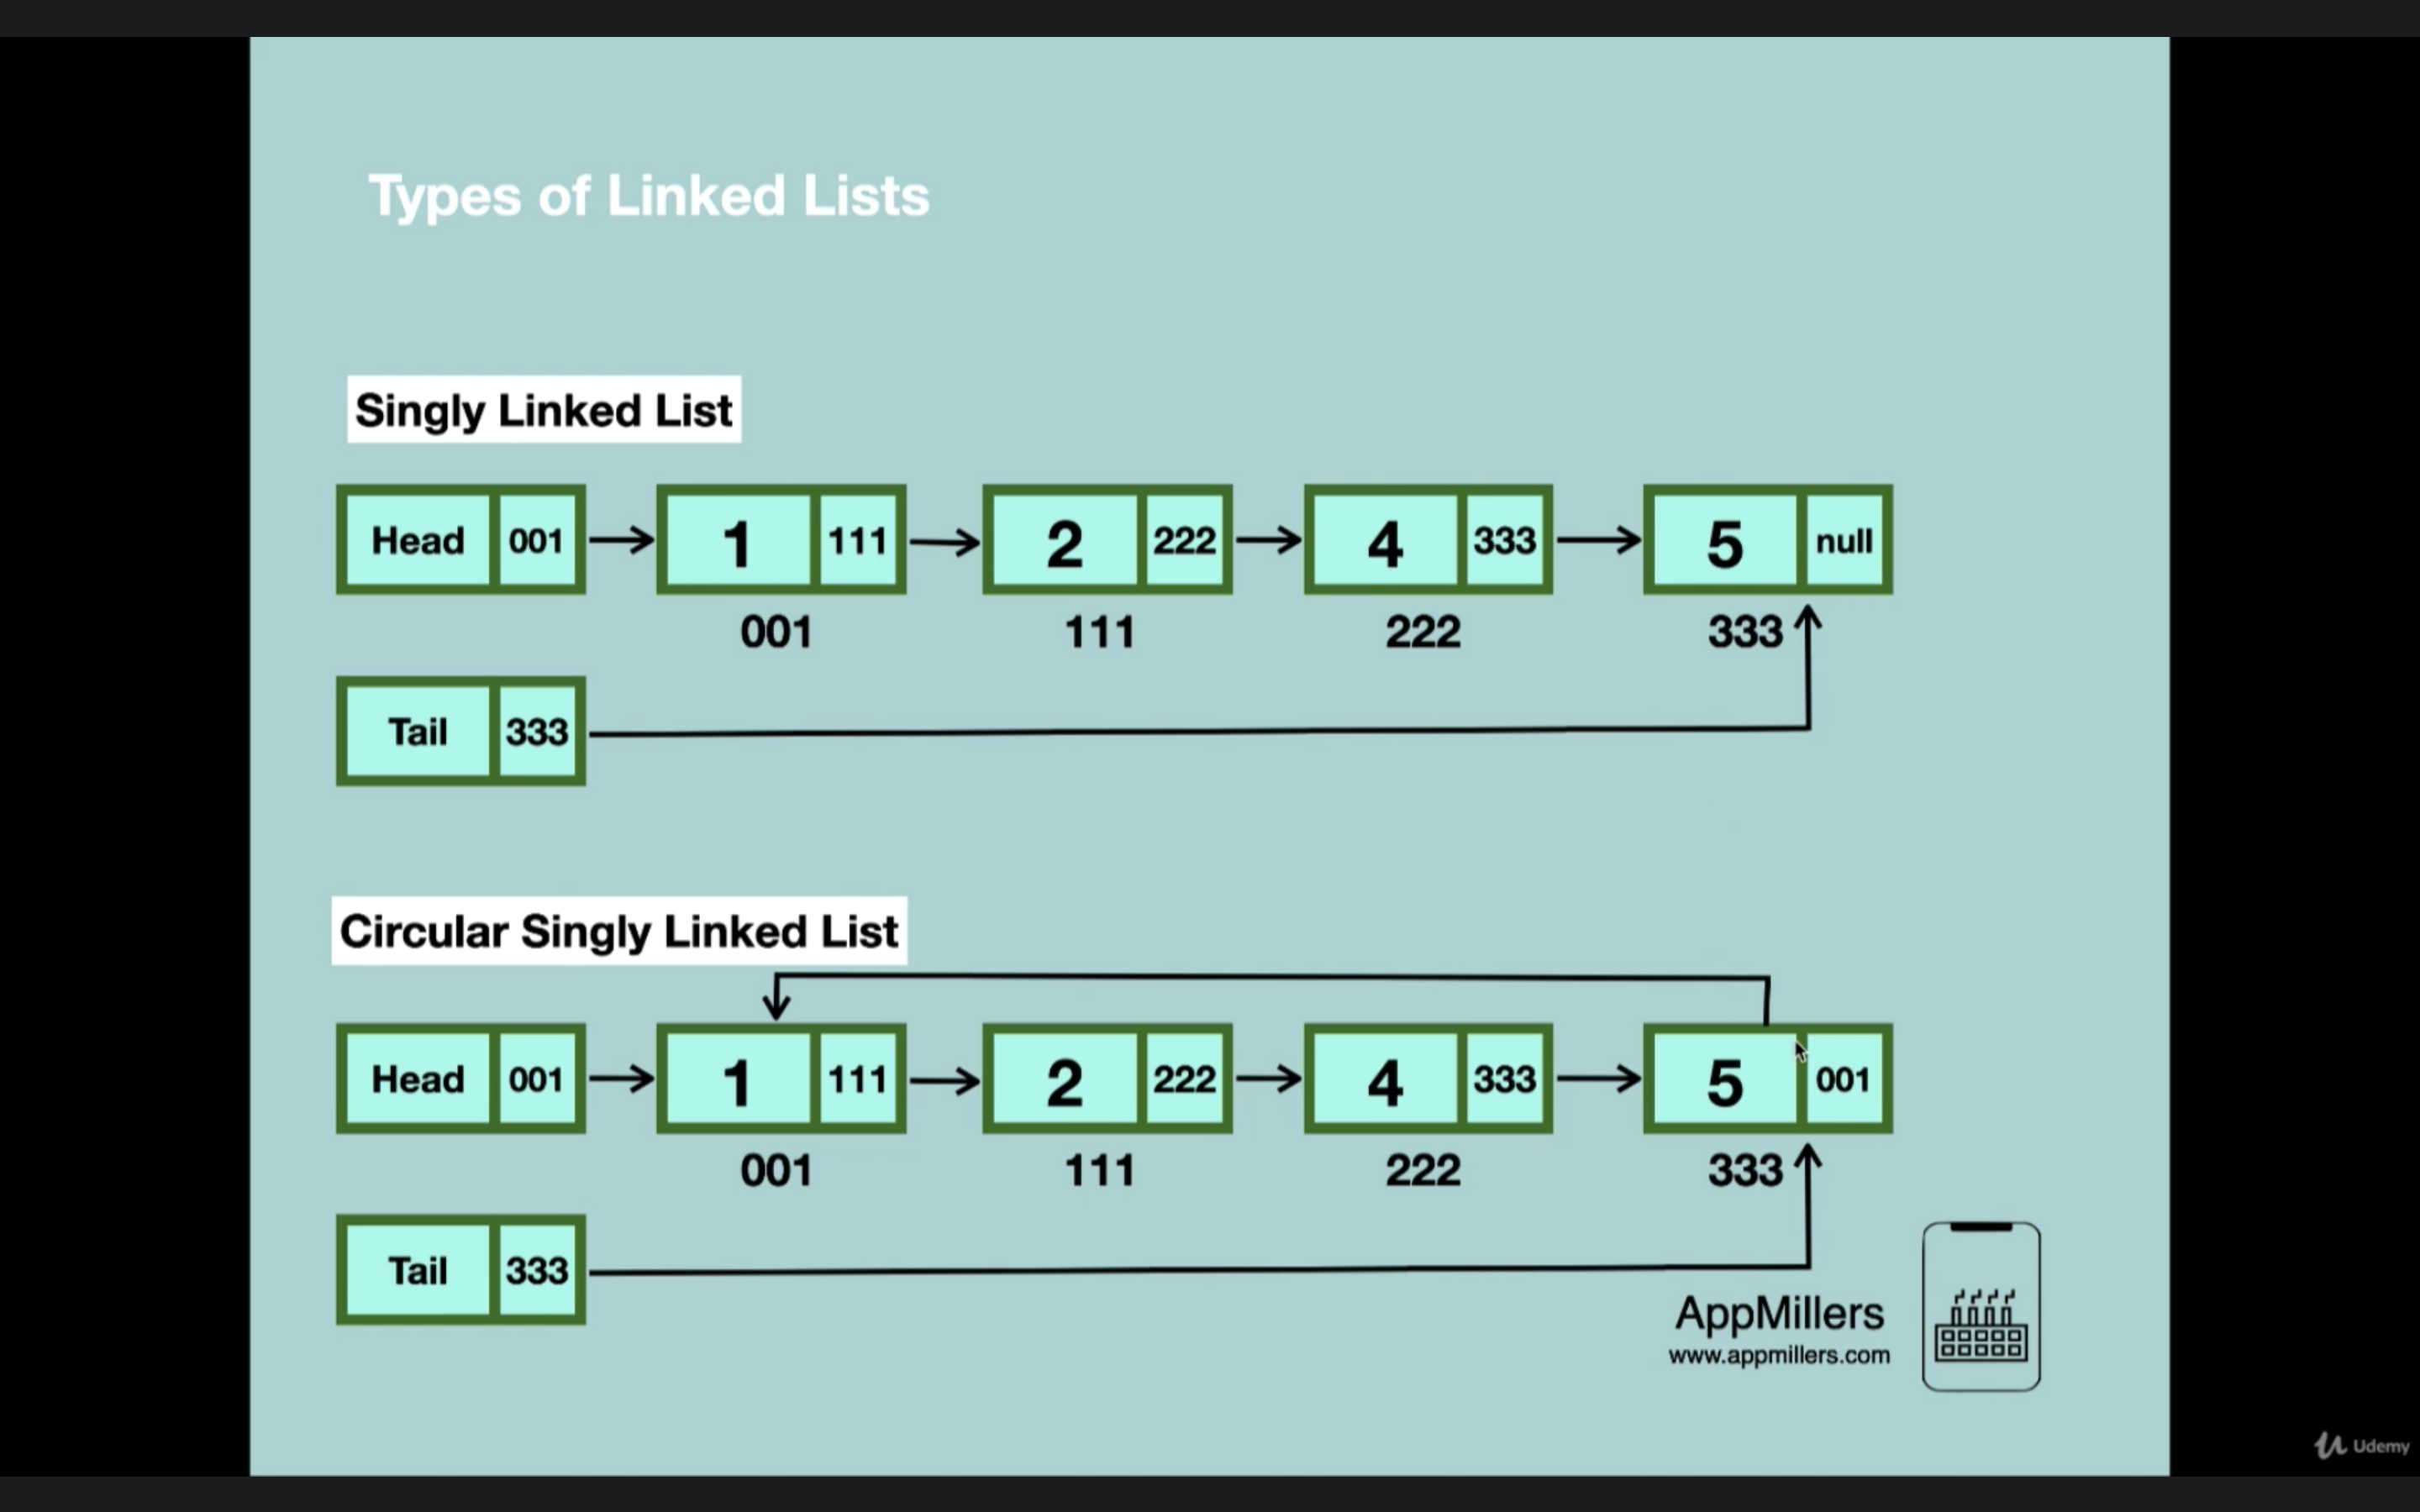 Types of Linked Lists
Singly Linked List
Head 001 1 111 2 222 4 333 5 null
001 111 222 333
Tail 333
Circular Singly Linked List
Head 001 1 111 2 222 4 333 5 001
001 111 222 333
Tail 333
AppMillers
www.appmillers.com
Udemy